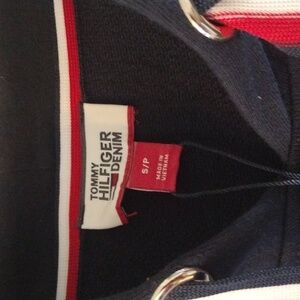 TOMMY
HILFIGER
DENIM
S/P
MADE IN
VIETNAM